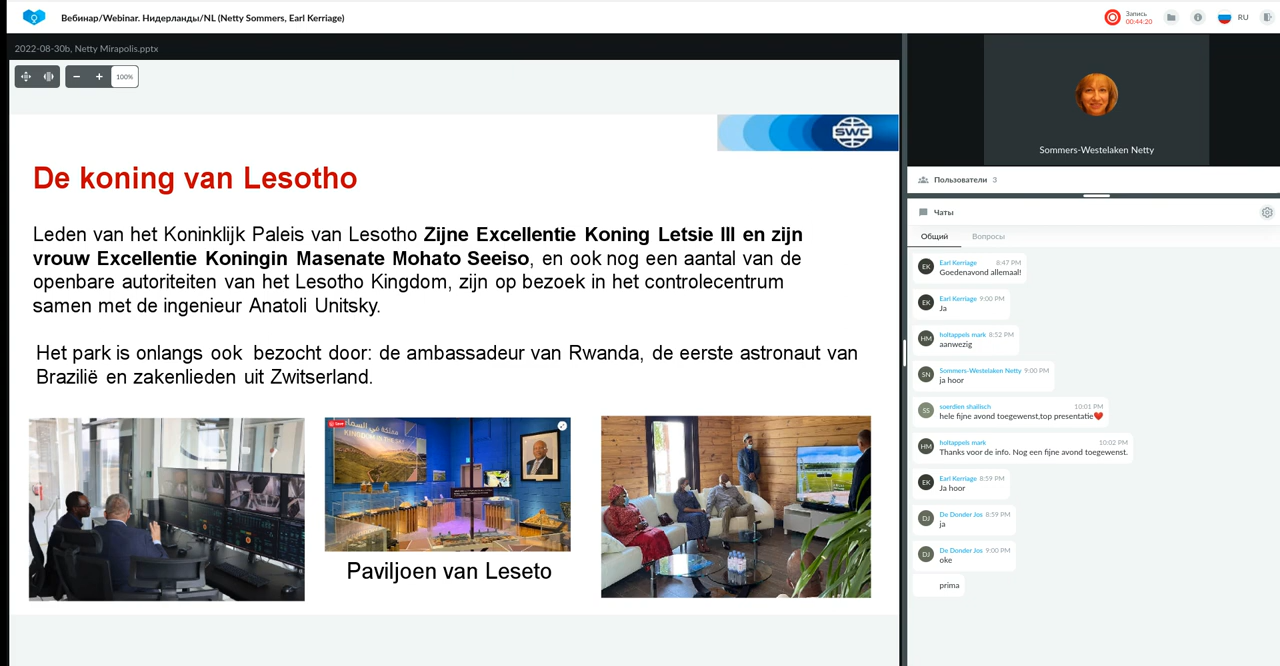 Вебинар/Webinar. Нидерланды/NL (Netty Sommers, Earl Kerriage)
Запись
00:44:20
RU
2022-08-30b, Netty Mirapolis.pptx
100%
SWC
De koning van Lesotho
Leden van het Koninklijk Paleis van Lesotho Zijne Excellentie Koning Letsie III en zijn
vrouw Excellentie Koningin Masenate Mohato Seeiso, en ook nog een aantal van de
openbare autoriteiten van het Lesotho Kingdom, zijn op bezoek in het controlecentrum
samen met de ingenieur Anatoli Unitsky.
Het park is onlangs ook bezocht door: de ambassadeur van Rwanda, de eerste astronaut van
Brazilië en zakenlieden uit Zwitserland.
Save
مملكة في السماء
KINGDOM IN THE SKY
Paviljoen van Leseto
Sommers-Westelaken Netty
Пользователи 3
Чаты
Общий Вопросы
EK Earl Kerriage 8:47 PM
Goedenavond allemaal!
EK Earl Kerriage 9:00 PM
Ja
HM holtappels mark 8:52 PM
aanwezig
SN Sommers-Westelaken Netty 9:00 PM
ja hoor
SS soerdien shailisch 10:01 PM
hele fijne avond toegewenst,top presentatie❤️
HM holtappels mark 10:02 PM
Thanks voor de info. Nog een fijne avond toegewenst.
EK Earl Kerriage 8:59 PM
Ja hoor
DJ De Donder Jos 8:59 PM
ja
DJ De Donder Jos 9:00 PM
oke
prima